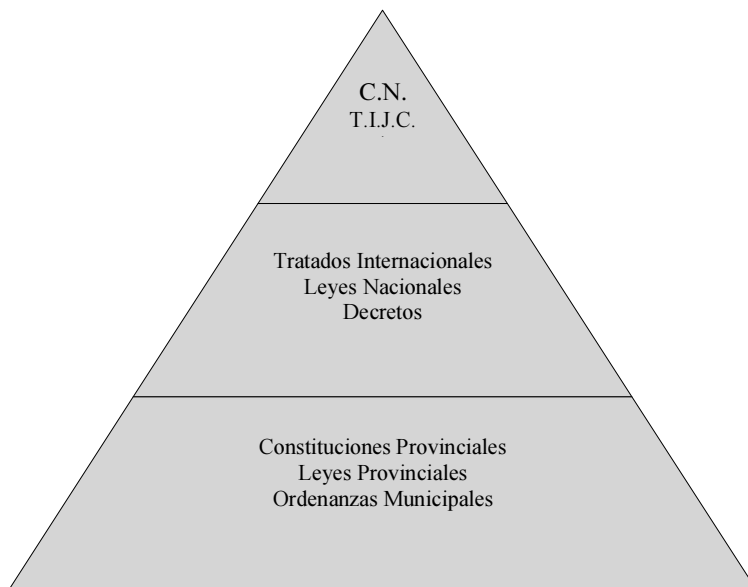 C.N.
T.I.J.C.
Tratados Internacionales
Leyes Nacionales
Decretos
Constituciones Provinciales
Leyes Provinciales
Ordenanzas Municipales